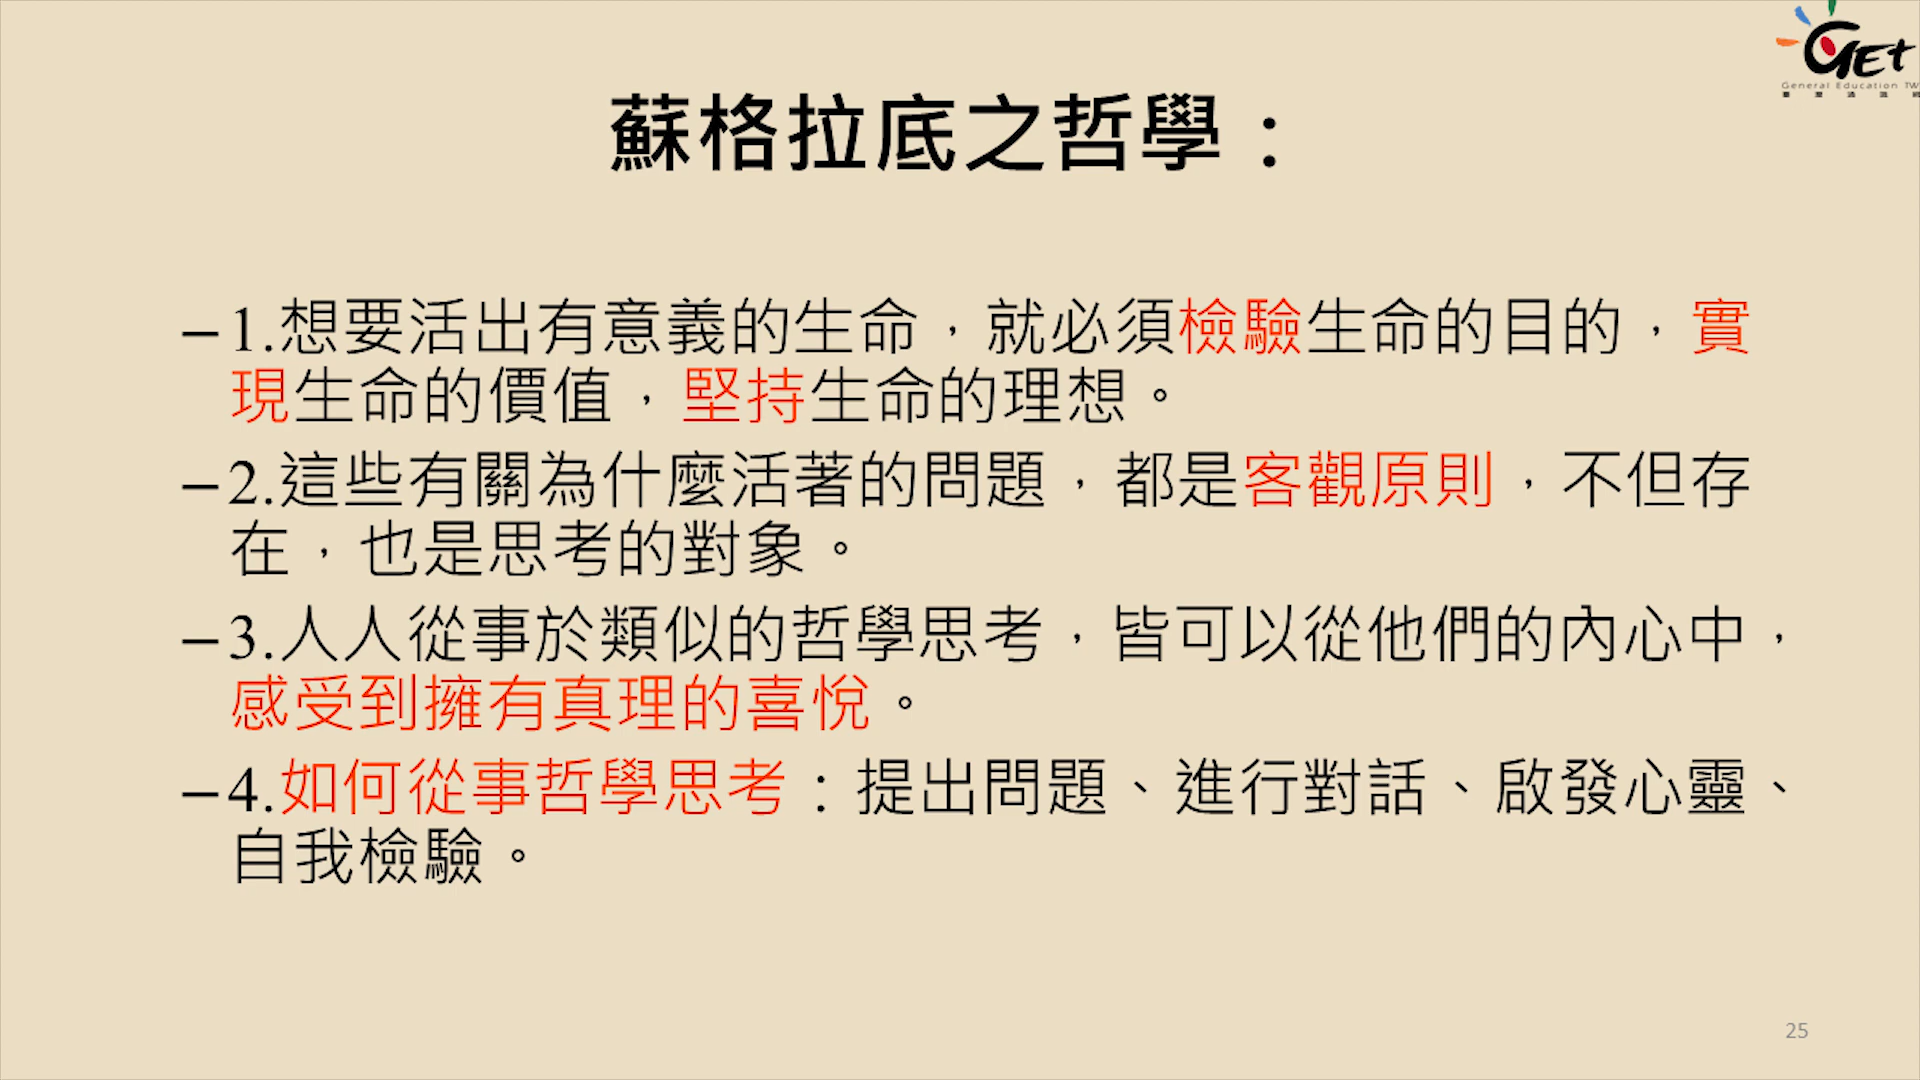 GEt
General Education TW
臺 灣 通 識 網
蘇格拉底之哲學：
–1.想要活出有意義的生命，就必須檢驗生命的目的，實
現生命的價值，堅持生命的理想。
–2.這些有關為什麼活著的問題，都是客觀原則，不但存
在，也是思考的對象。
–3.人人從事於類似的哲學思考，皆可以從他們的內心中，
感受到擁有真理的喜悅。
–4.如何從事哲學思考：提出問題、進行對話、啟發心靈、
自我檢驗。
25